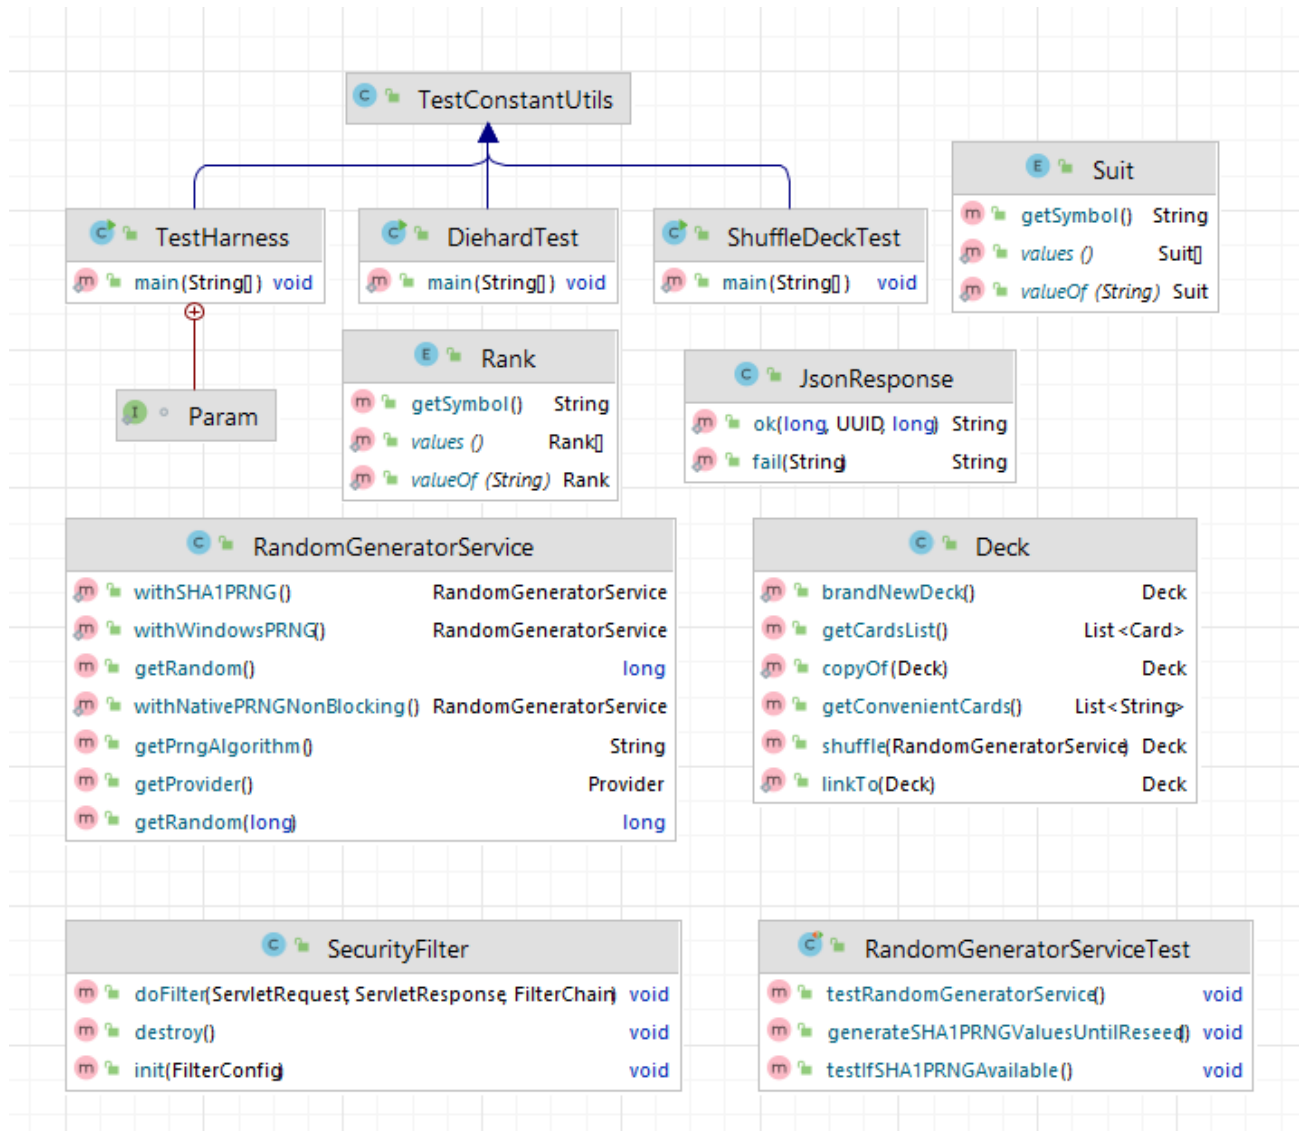 TestConstantUtils
Suit
getSymbol() String
values () Suit[]
valueOf (String) Suit
TestHarness
main(String[]) void
DiehardTest
main(String[]) void
ShuffleDeckTest
main(String[]) void
Param
Rank
getSymbol() String
values () Rank[]
valueOf (String) Rank
JsonResponse
ok(long, UUID, long) String
fail(String) String
RandomGeneratorService
withSHA1PRNG() RandomGeneratorService
withWindowsPRNG() RandomGeneratorService
getRandom() long
withNativePRNGNonBlocking() RandomGeneratorService
getPrngAlgorithm() String
getProvider() Provider
getRandom(long) long
Deck
brandNewDeck() Deck
getCardsList() List<Card>
copyOf(Deck) Deck
getConvenientCards() List<String>
shuffle(RandomGeneratorService) Deck
linkTo(Deck) Deck
SecurityFilter
doFilter(ServletRequest, ServletResponse, FilterChain) void
destroy() void
init(FilterConfig) void
RandomGeneratorServiceTest
testRandomGeneratorService() void
generateSHA1PRNGValuesUntilReseed() void
testIfSHA1PRNGAvailable() void